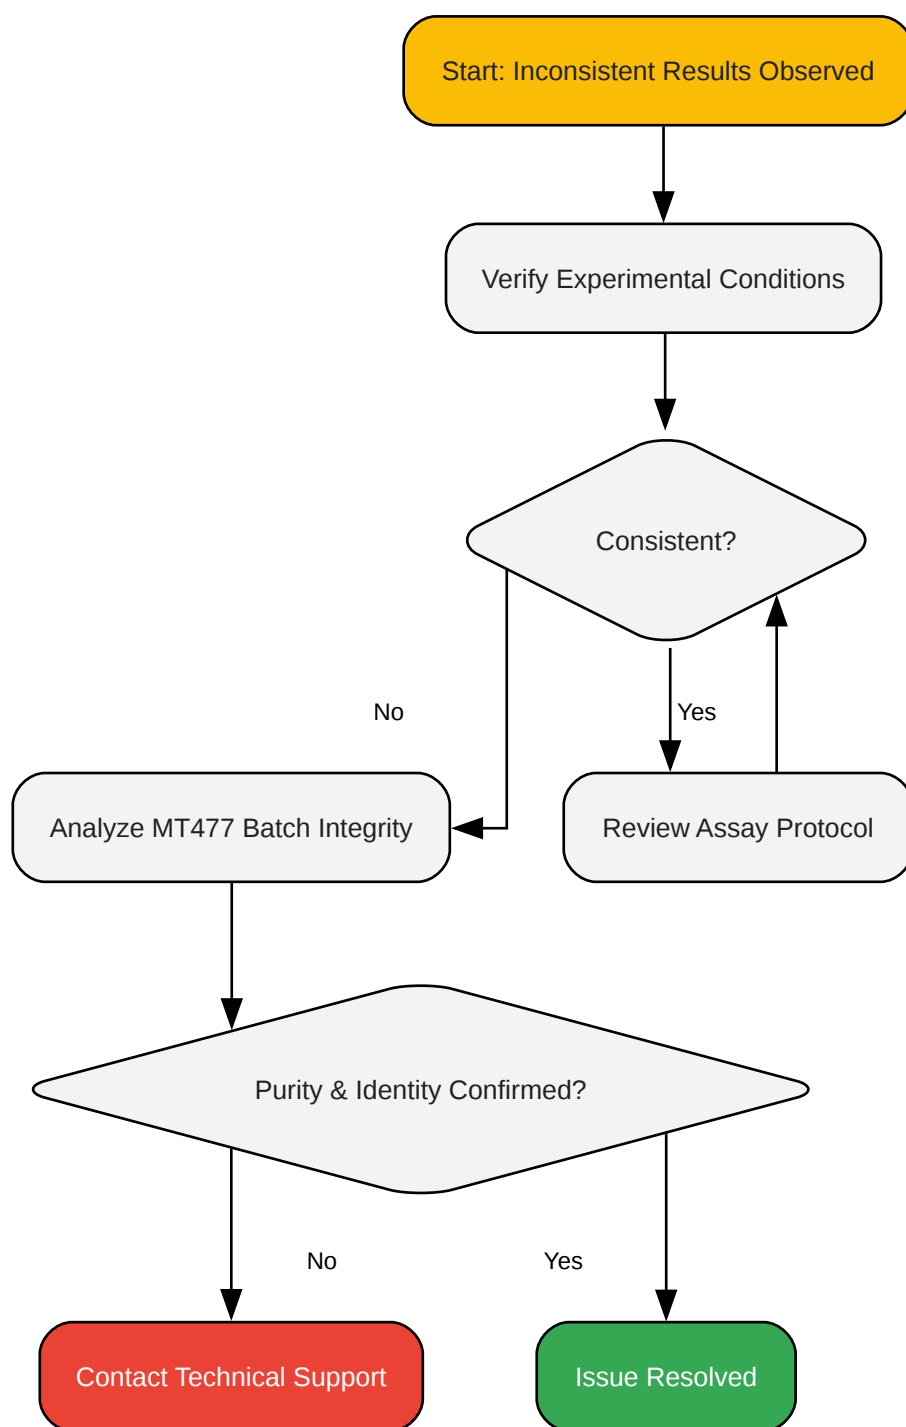 Start: Inconsistent Results Observed
Verify Experimental Conditions
Consistent?
No
Yes
Analyze MT477 Batch Integrity
Review Assay Protocol
Purity & Identity Confirmed?
No
Yes
Contact Technical Support
Issue Resolved